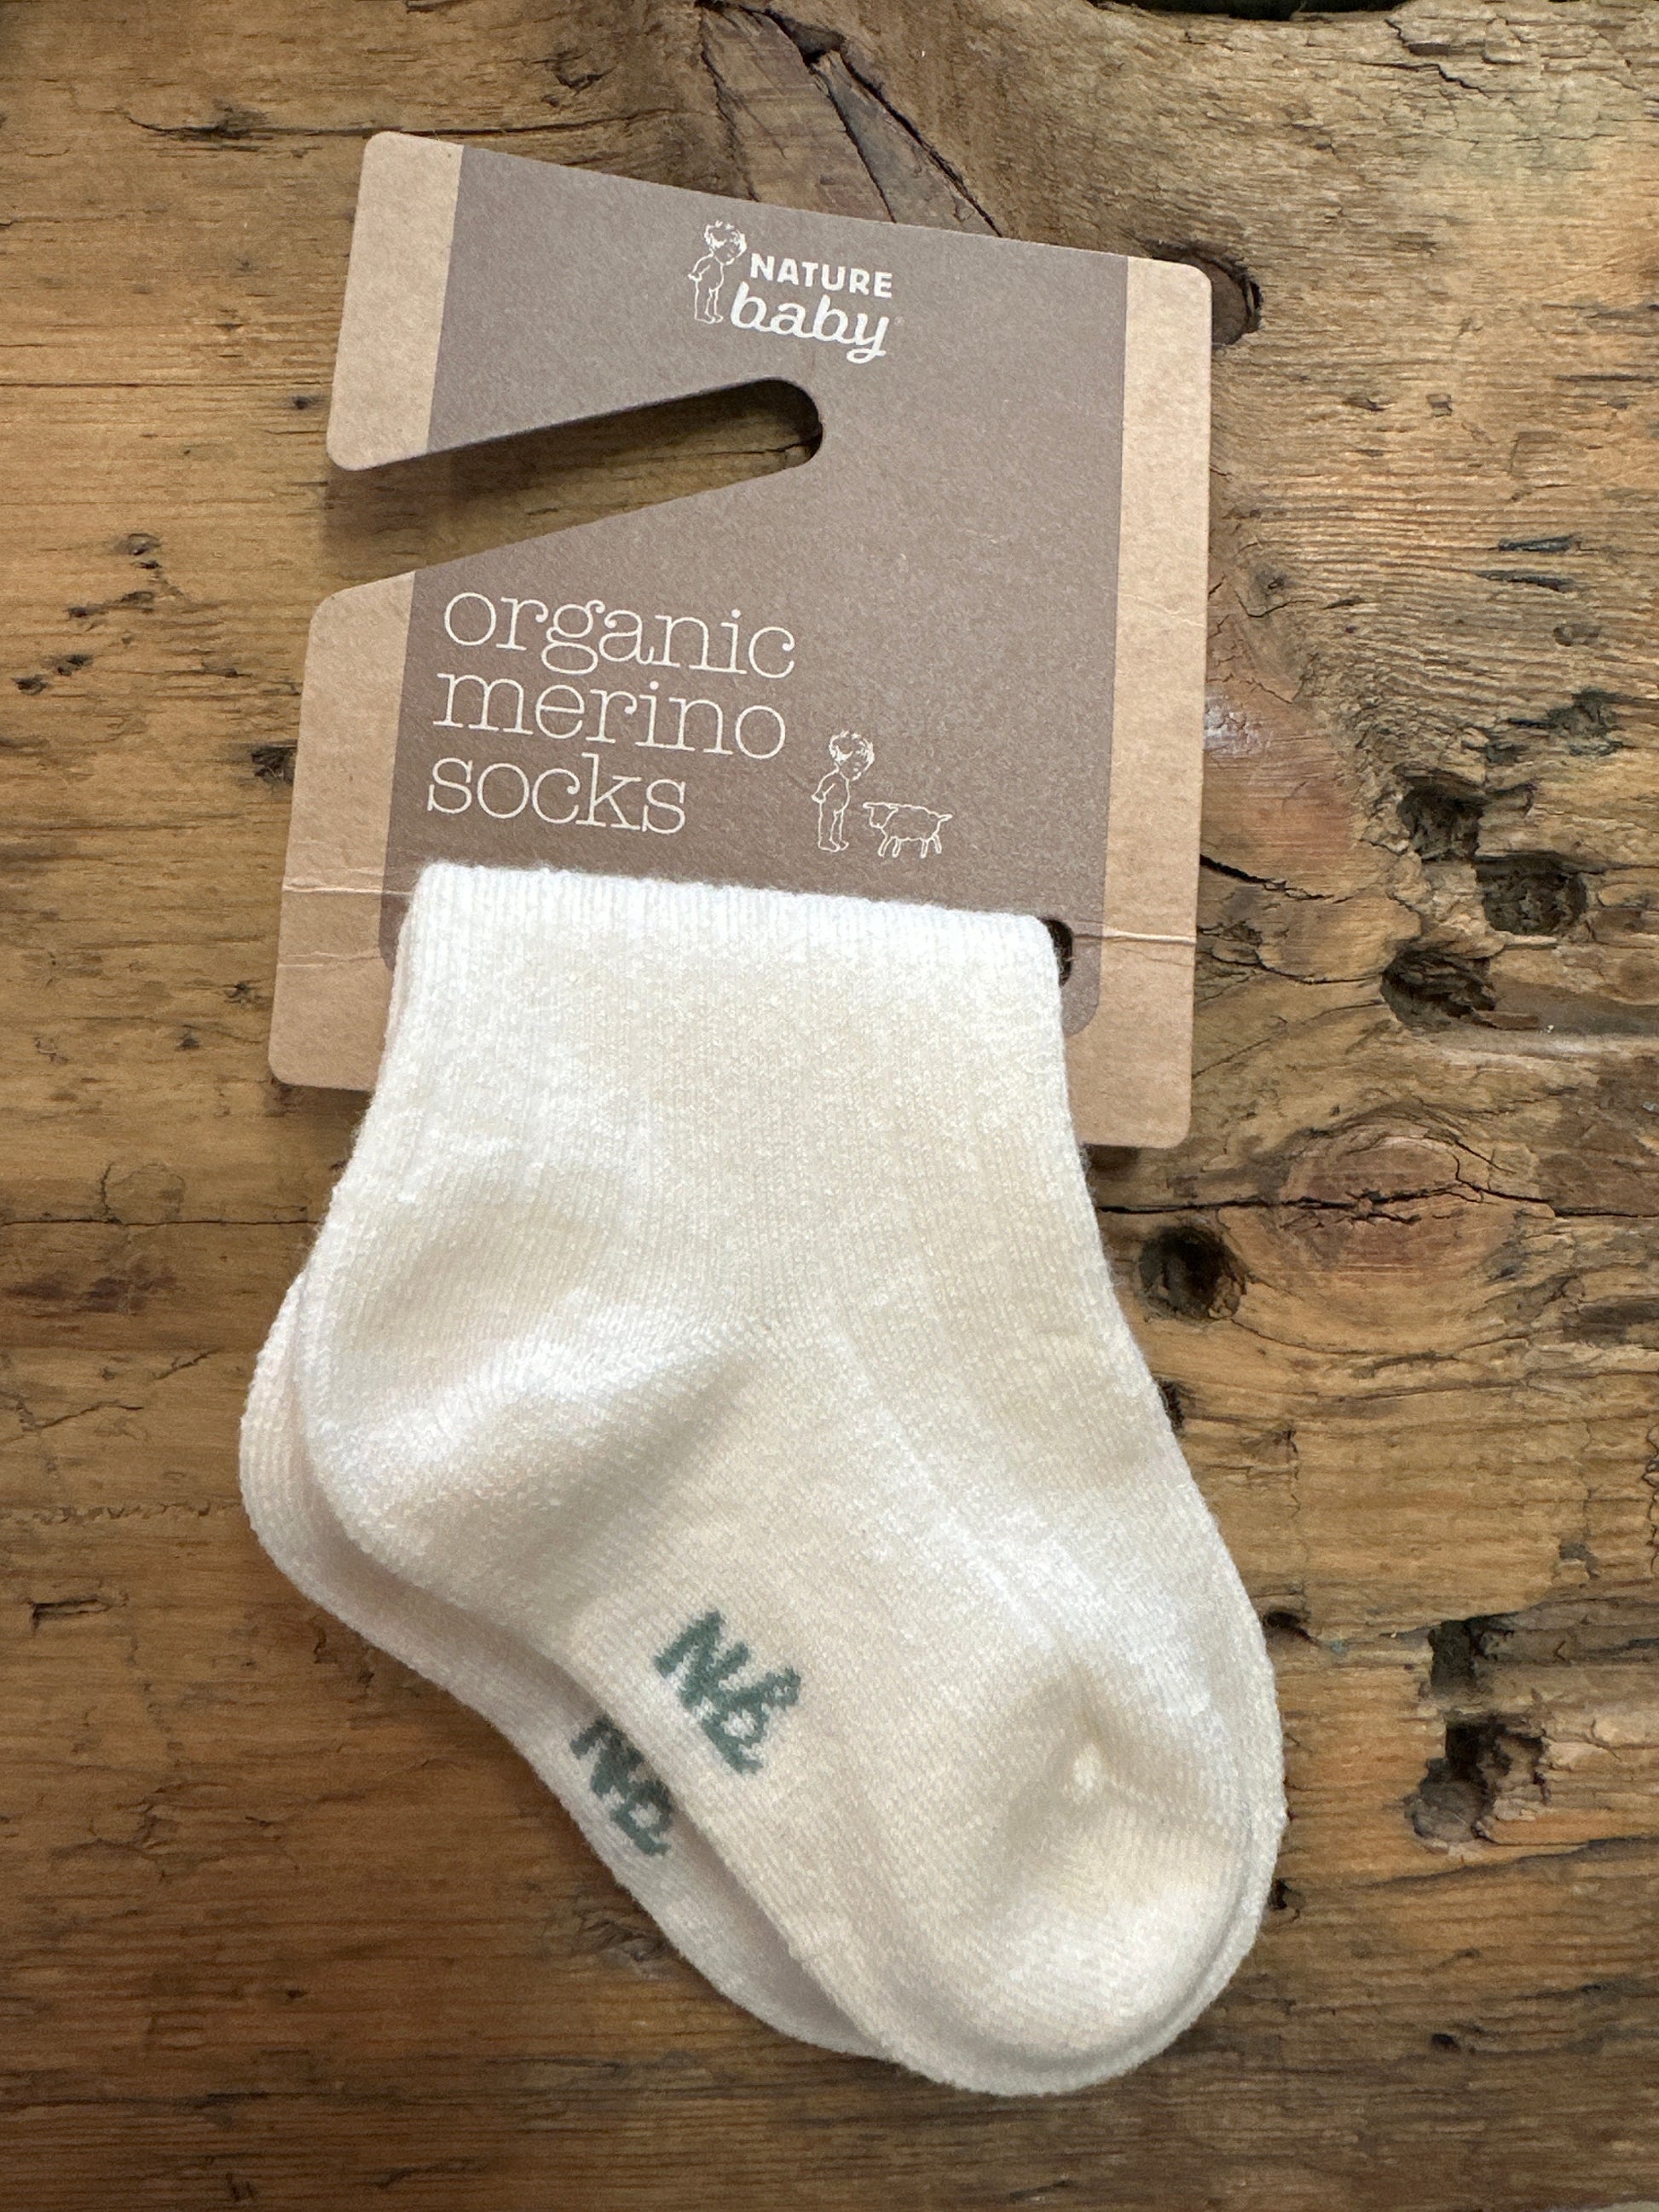 NATURE
baby
organic
merino
socks
Nb
Nb